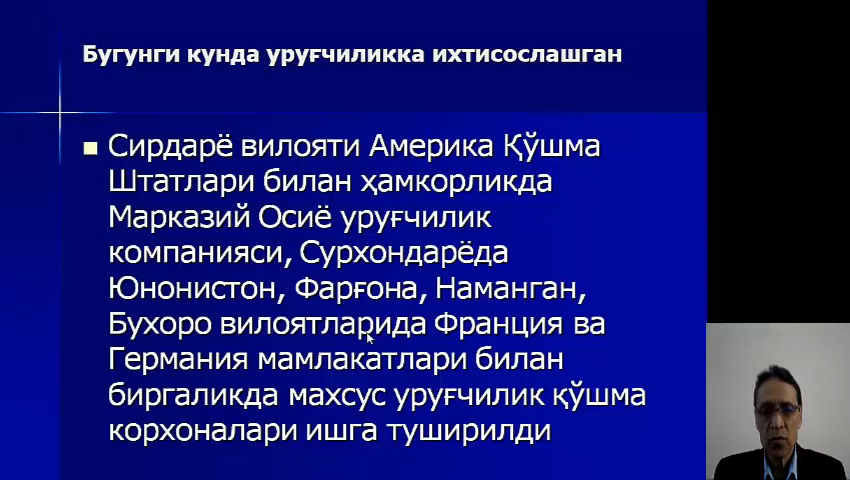 Бугунги кунда уруғчиликка ихтисослашган
Сирдарё вилояти Америка Қўшма
Штатлари билан ҳамкорликда
Марказий Осиё уруғчилик
компанияси, Сурхондарёда
Юнонистон, Фарғона, Наманган,
Бухоро вилоятларида Франция ва
Германия мамлакатлари билан
биргаликда махсус уруғчилик қўшма
корхоналари ишга туширилди